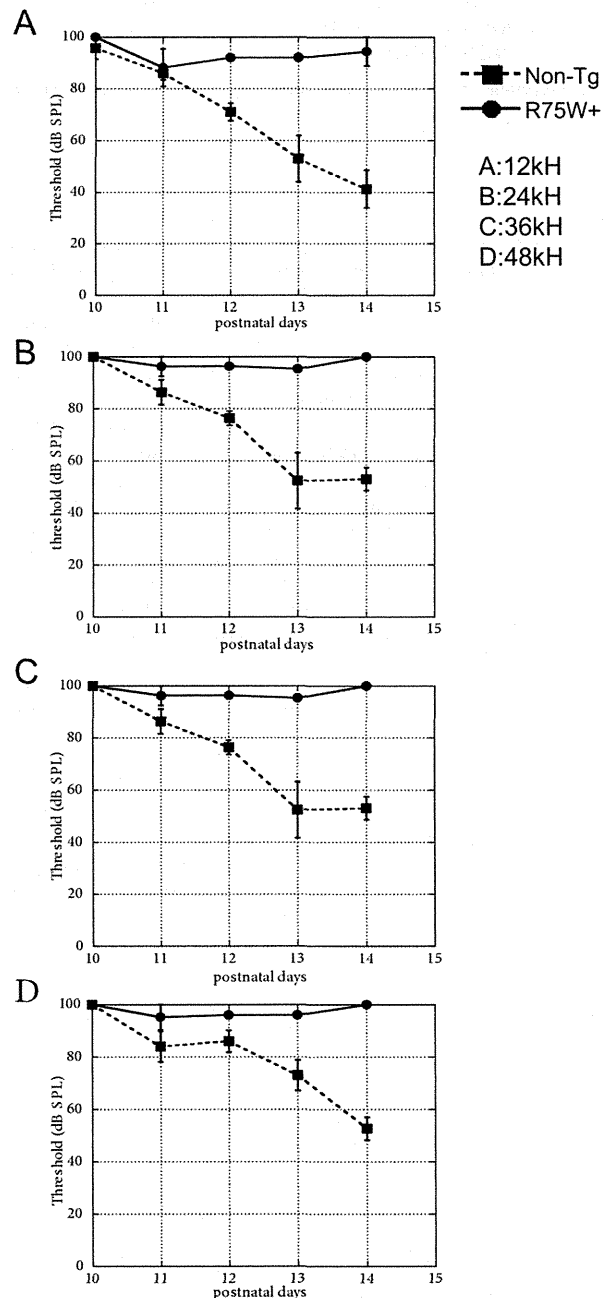 A
100
80
60
40
20
0
Threshold (dB SPL)
10 11 12 13 14 15
postnatal days
Non-Tg
R75W+
A:12kH
B:24kH
C:36kH
D:48kH
B
100
80
60
40
20
0
threshold (dB SPL)
10 11 12 13 14 15
postnatal days
C
100
80
60
40
20
0
Threshold (dB SPL)
10 11 12 13 14 15
postnatal days
D
100
80
60
40
20
0
Threshold (dB SPL)
10 11 12 13 14 15
postnatal days